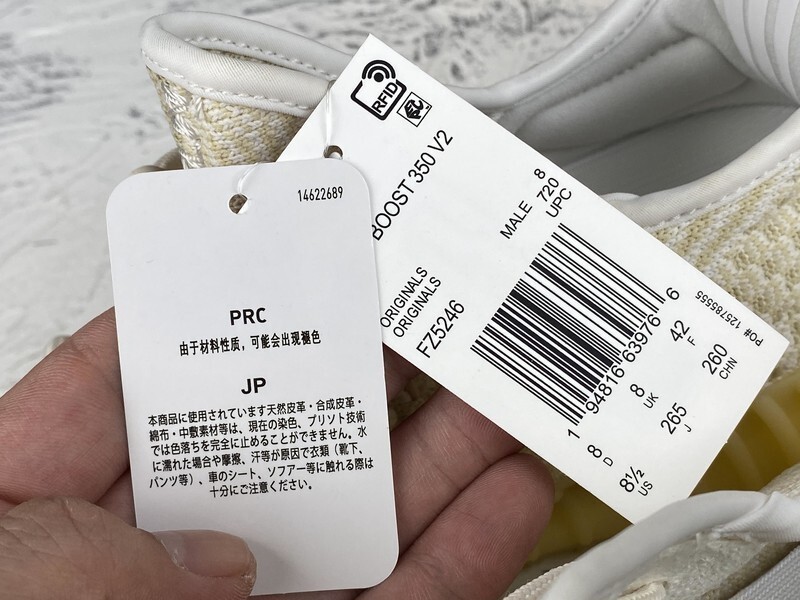 14622689
PRC
由于材料性质，可能会出现褪色
JP
本商品に使用されています天然皮革・合成皮革・
綿布・中敷素材等は、現在の染色、プリント技術
では色落ちを完全に止めることができません。水
に濡れた場合や摩擦、汗等が原因で衣類（靴下、
パンツ等）、車のシート、ソファー等に触れる際は
十分にご注意ください。
RFID
BOOST 350 V2
MALE 8
720
UPC
ORIGINALS
ORIGINALS
FZ5246
1 94816 63976 6
8 D
8 UK
42 F
8½ US
265 J
260 CHN
PO# 125785555